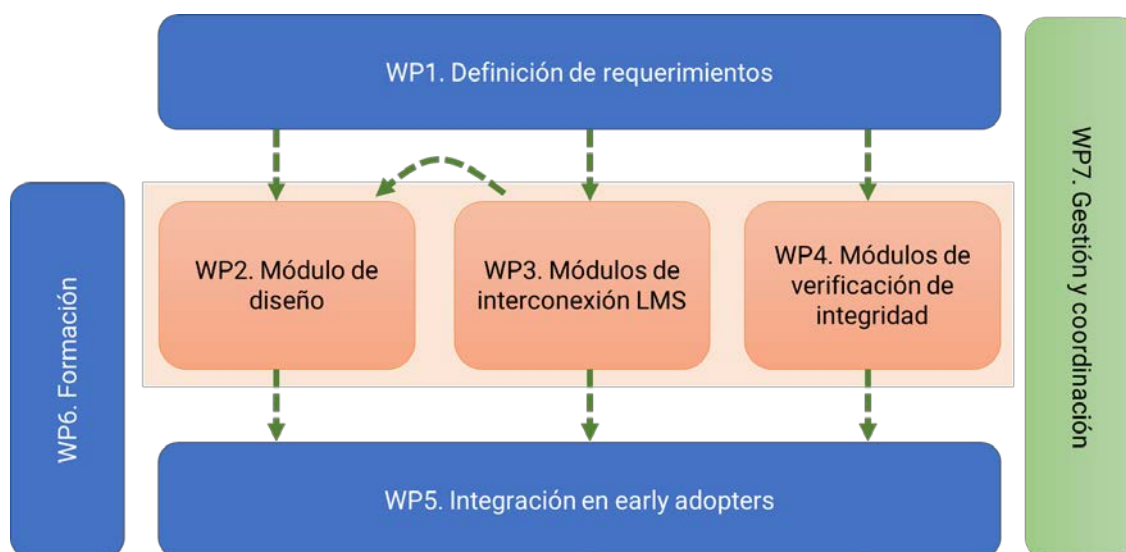 WP1. Definición de requerimientos
WP6. Formación
WP2. Módulo de
diseño
WP3. Módulos de
interconexión LMS
WP4. Módulos de
verificación de
integridad
WP7. Gestión y coordinación
WP5. Integración en early adopters